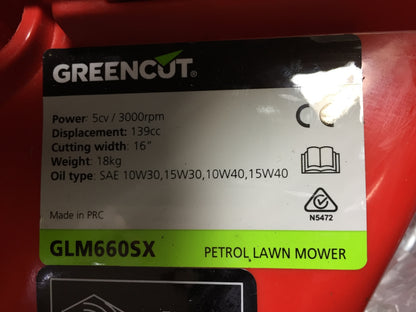 GREENCUT®
Power: 5cv / 3000rpm
Displacement: 139cc
Cutting width: 16"
Weight: 18kg
Oil type: SAE 10W30,15W30,10W40,15W40
CE
N5472
Made in PRC
GLM660SX PETROL LAWN MOWER